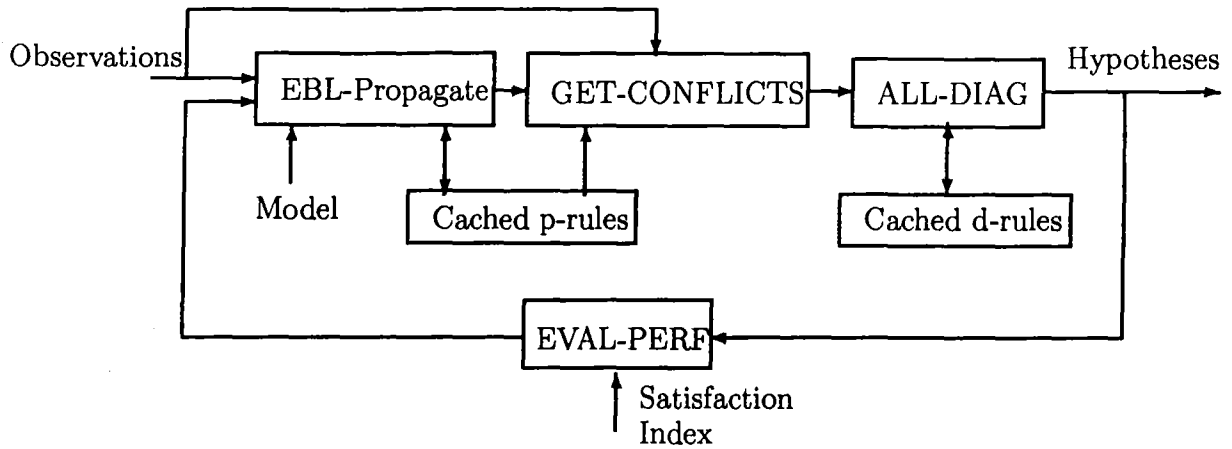 Observations
Hypotheses
EBL-Propagate
GET-CONFLICTS
ALL-DIAG
Model
Cached p-rules
Cached d-rules
EVAL-PERF
Satisfaction
Index